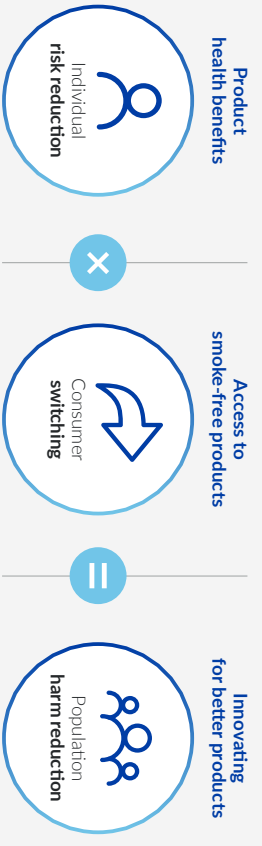 Product
health benefits
Individual
risk reduction
×
Access to
smoke-free products
Consumer
switching
=
Innovating
for better products
Population
harm reduction